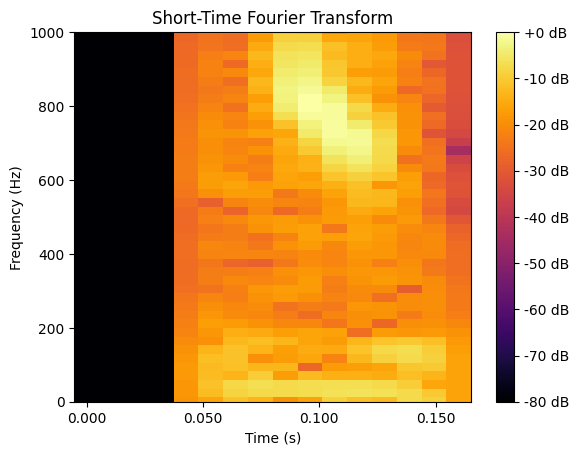 Short-Time Fourier Transform
1000
800
600
400
200
0
Frequency (Hz)
0.000
0.050
0.100
0.150
Time (s)
+0 dB
-10 dB
-20 dB
-30 dB
-40 dB
-50 dB
-60 dB
-70 dB
-80 dB